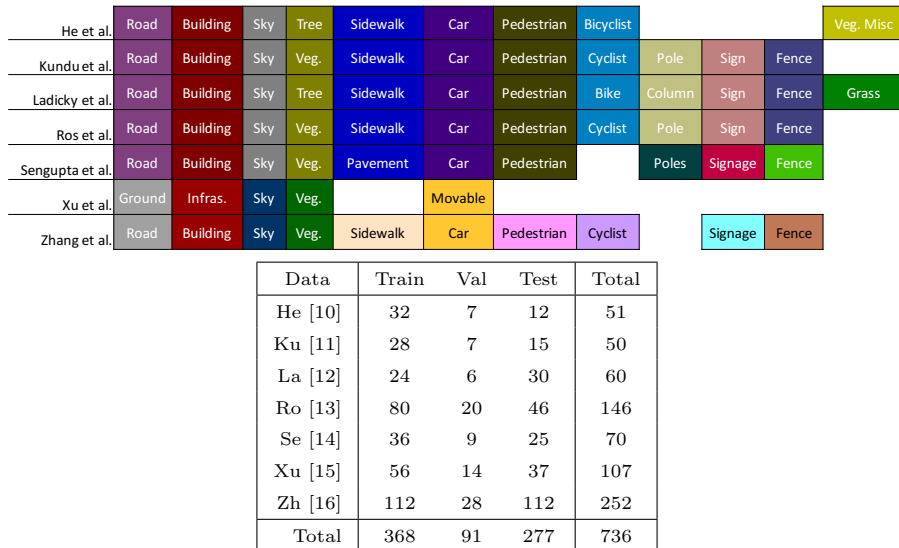 He et al. Road Building Sky Tree Sidewalk Car Pedestrian Bicyclist Veg. Misc
Kundu et al. Road Building Sky Veg. Sidewalk Car Pedestrian Cyclist Pole Sign Fence
Ladicky et al. Road Building Sky Tree Sidewalk Car Pedestrian Bike Column Sign Fence Grass
Ros et al. Road Building Sky Veg. Sidewalk Car Pedestrian Cyclist Pole Sign Fence
Sengupta et al. Road Building Sky Veg. Pavement Car Pedestrian Poles Signage Fence
Xu et al. Ground Infras. Sky Veg. Movable
Zhang et al. Road Building Sky Veg. Sidewalk Car Pedestrian Cyclist Signage Fence
Data Train Val Test Total
He [10] 32 7 12 51
Ku [11] 28 7 15 50
La [12] 24 6 30 60
Ro [13] 80 20 46 146
Se [14] 36 9 25 70
Xu [15] 56 14 37 107
Zh [16] 112 28 112 252
Total 368 91 277 736